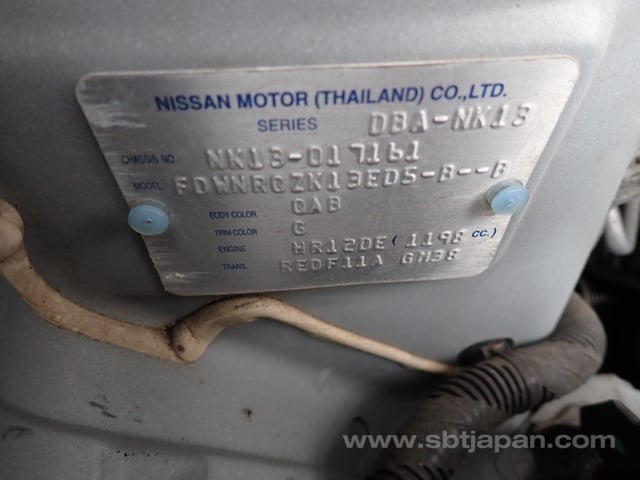 NISSAN MOTOR (THAILAND) CO.,LTD.
SERIES DBA-NK13
CHASSIS NO. NK13-017161
MODEL FDWNRQZK13ED5-B--B
BODY COLOR QAB
TRIM COLOR G
ENGINE HR12DE ( 1198 CC.)
TRANS. RE0F11A GM38
www.sbtjapan.com